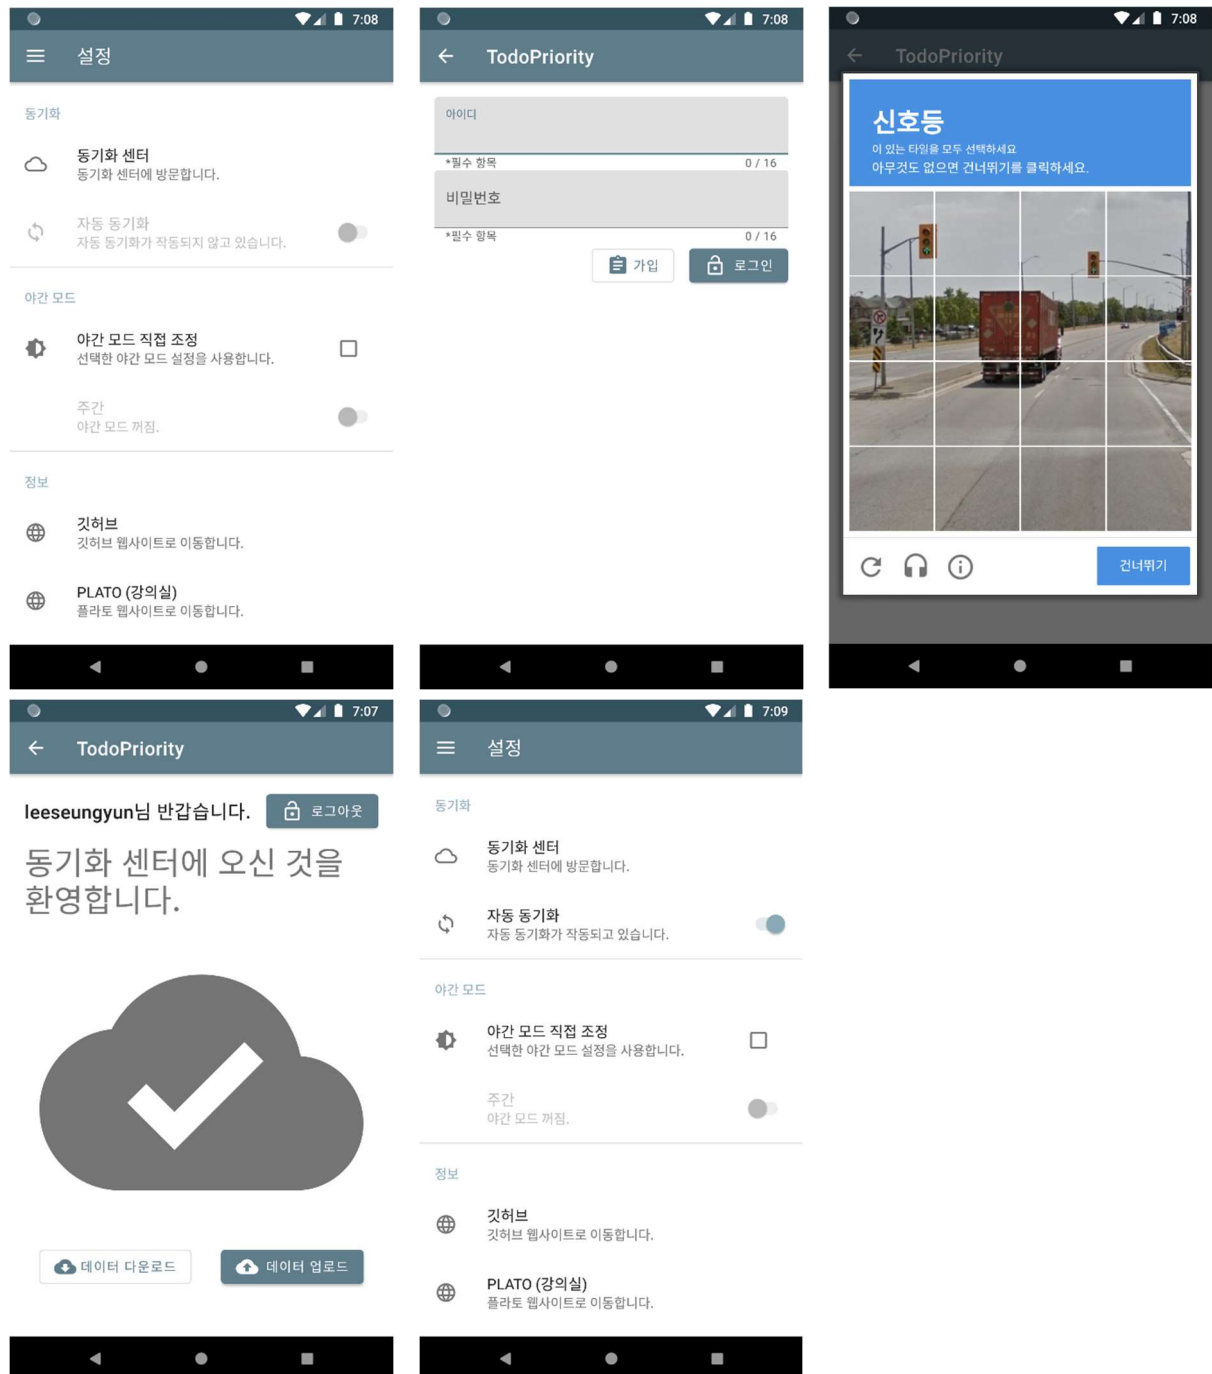 7:08
설정
동기화
동기화 센터
동기화 센터에 방문합니다.
자동 동기화
자동 동기화가 작동되지 않고 있습니다.
야간 모드
야간 모드 직접 조정
선택한 야간 모드 설정을 사용합니다.
주간
야간 모드 꺼짐.
정보
깃허브
깃허브 웹사이트로 이동합니다.
PLATO (강의실)
플라토 웹사이트로 이동합니다.
7:08
TodoPriority
아이디
*필수 항목 0 / 16
비밀번호
*필수 항목 0 / 16
가입 로그인
7:08
TodoPriority
신호등
이 있는 타일을 모두 선택하세요
아무것도 없으면 건너뛰기를 클릭하세요.
건너뛰기
7:07
TodoPriority
leeseungyun님 반갑습니다. 로그아웃
동기화 센터에 오신 것을
환영합니다.
데이터 다운로드 데이터 업로드
7:09
설정
동기화
동기화 센터
동기화 센터에 방문합니다.
자동 동기화
자동 동기화가 작동되고 있습니다.
야간 모드
야간 모드 직접 조정
선택한 야간 모드 설정을 사용합니다.
주간
야간 모드 꺼짐.
정보
깃허브
깃허브 웹사이트로 이동합니다.
PLATO (강의실)
플라토 웹사이트로 이동합니다.